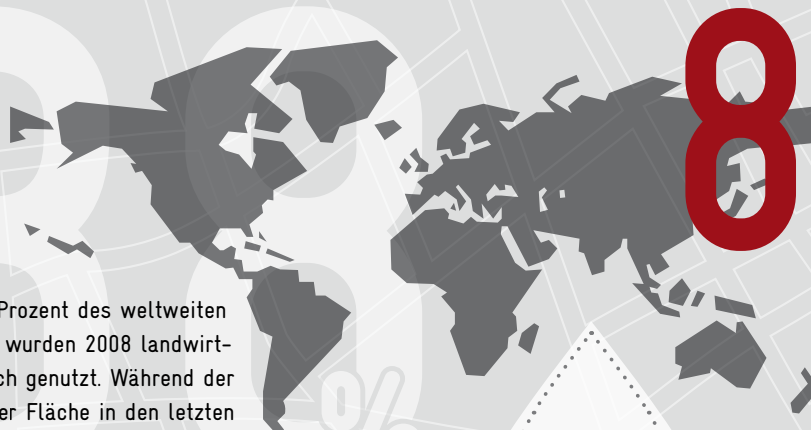 8
Prozent des weltweiten
wurden 2008 landwirt-
ch genutzt. Während der
er Fläche in den letzten
%